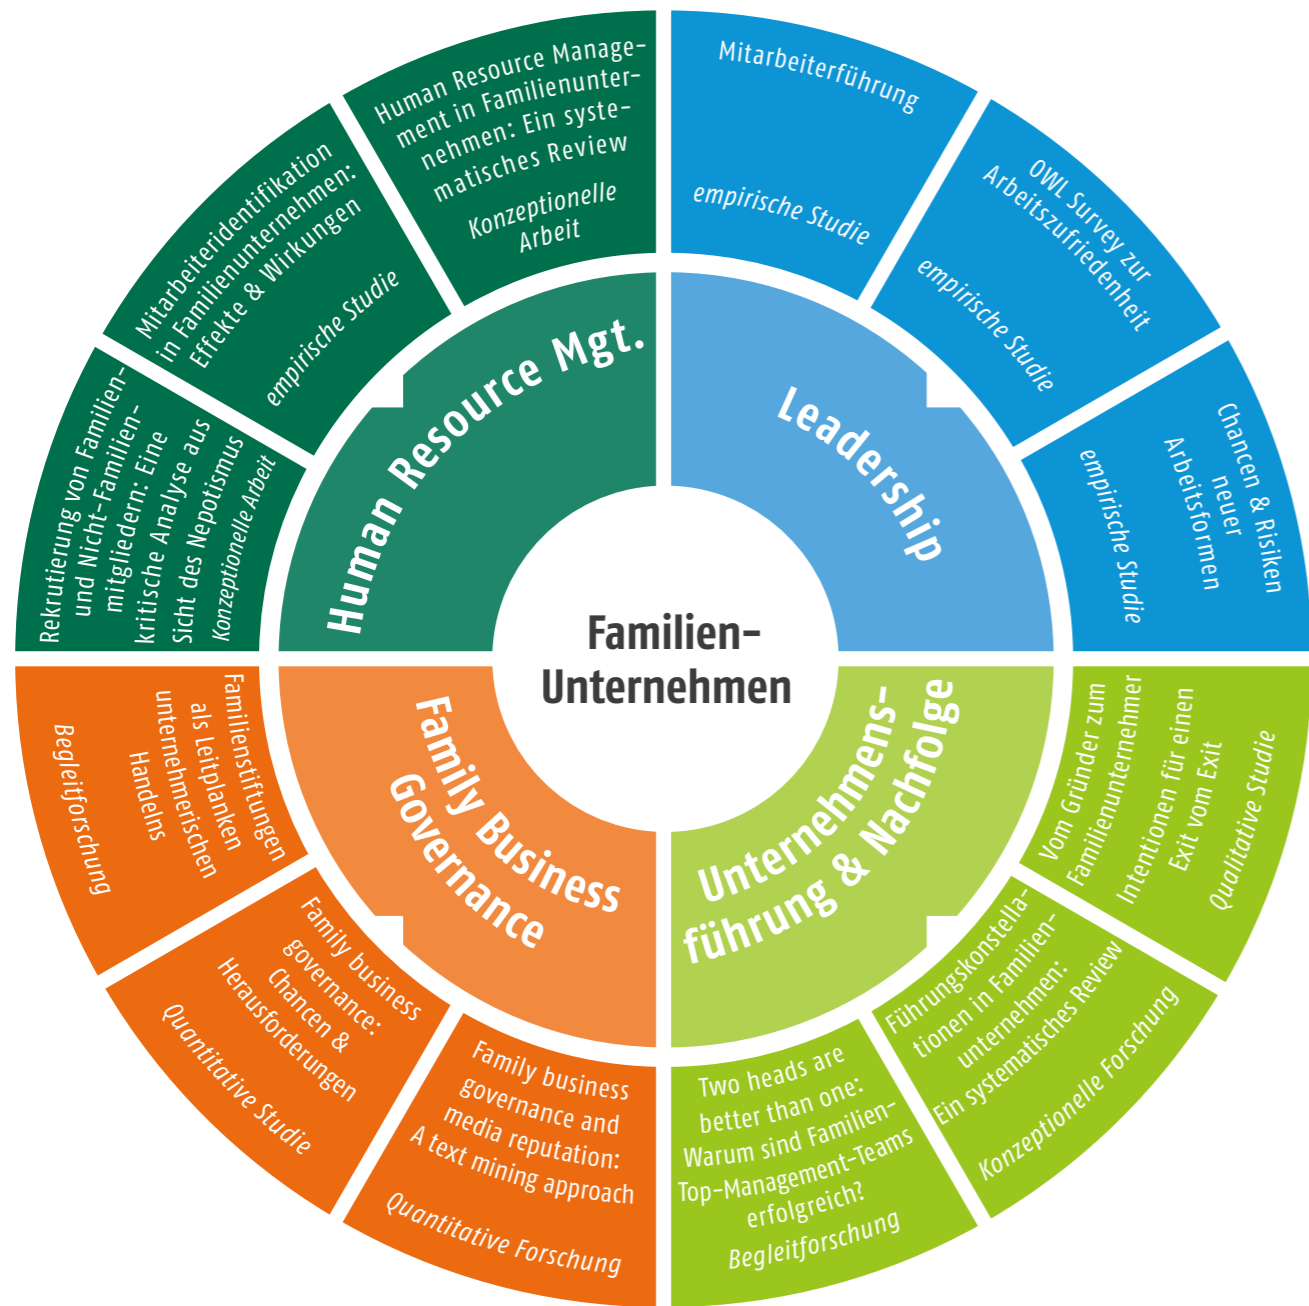 Human Resource Manage-
ment in Familienunter-
nehmen: Ein syste-
matisches Review
Konzeptionelle
Arbeit
Mitarbeiterführung
empirische Studie
OWL Survey zur
Arbeitszufriedenheit
empirische Studie
Chancen & Risiken
neuer
Arbeitsformen
empirische Studie
Mitarbeiteridentifikation
in Familienunternehmen:
Effekte & Wirkungen
empirische Studie
Rekrutierung von Familien-
und Nicht-Familien-
mitgliedern: Eine
kritische Analyse aus
Sicht des Nepotismus
Konzeptionelle Arbeit
Human Resource Mgt.
Leadership
Familien-
Unternehmen
Family Business
Governance
Unternehmens-
führung & Nachfolge
Familienstiftungen
als Leitplanken
unternehmerischen
Handelns
Begleitforschung
Family business
governance:
Chancen &
Herausforderungen
Quantitative Studie
Family business
governance and
media reputation:
A text mining approach
Quantitative Forschung
Two heads are
better than one:
Warum sind Familien-
Top-Management-Teams
erfolgreich?
Begleitforschung
Führungskonstella-
tionen in Familien-
unternehmen:
Ein systematisches Review
Konzeptionelle Forschung
Vom Gründer zum
Familienunternehmer
Intentionen für einen
Exit vom Exit
Qualitative Studie